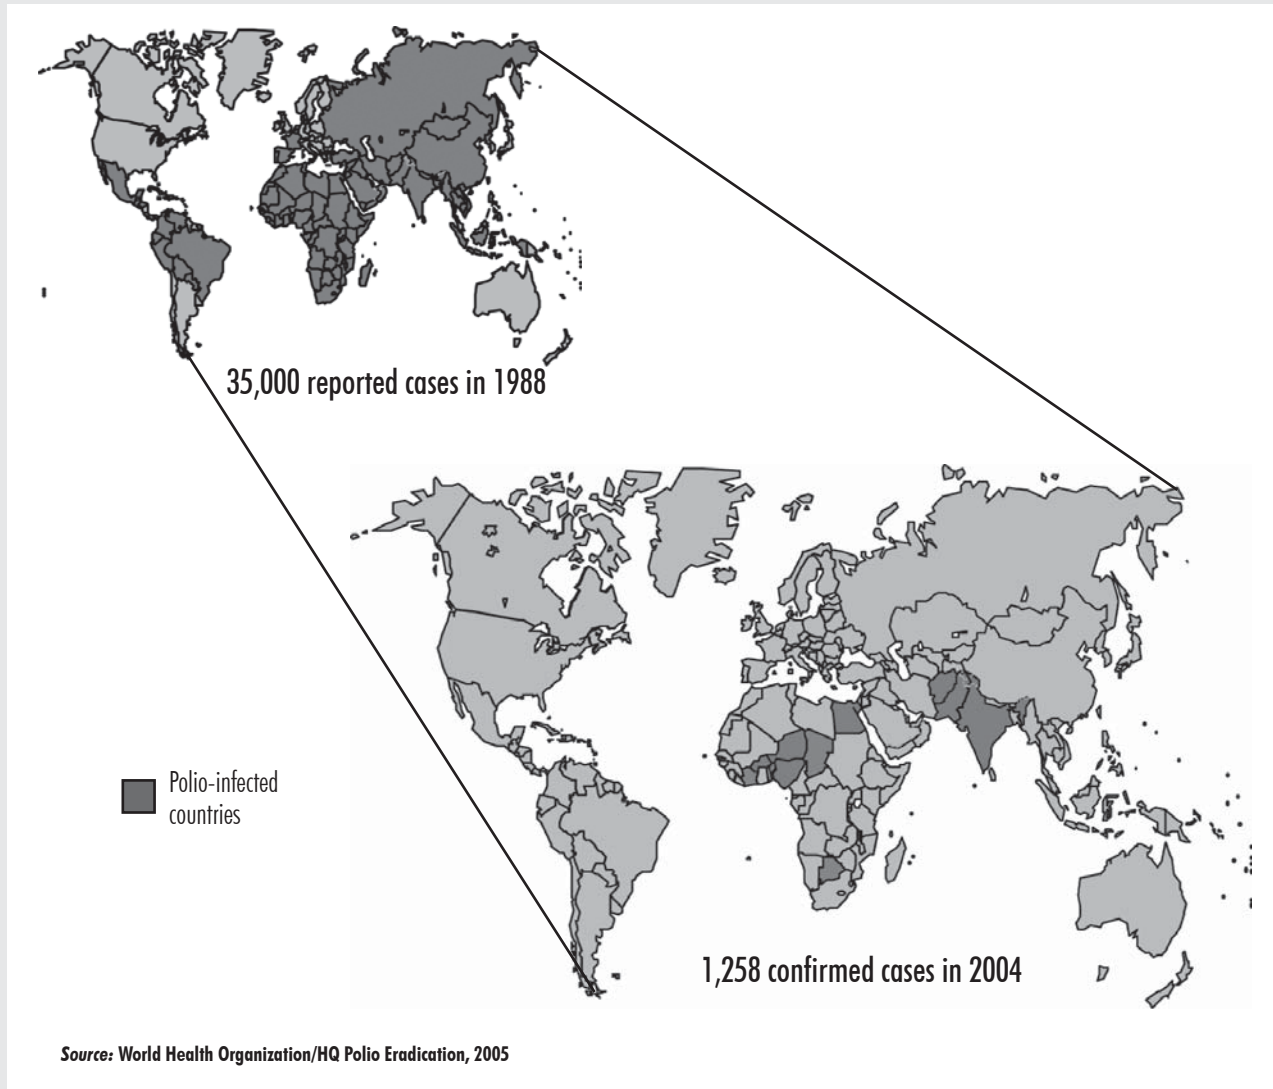 35,000 reported cases in 1988
Polio-infected
countries
1,258 confirmed cases in 2004
Source: World Health Organization/HQ Polio Eradication, 2005